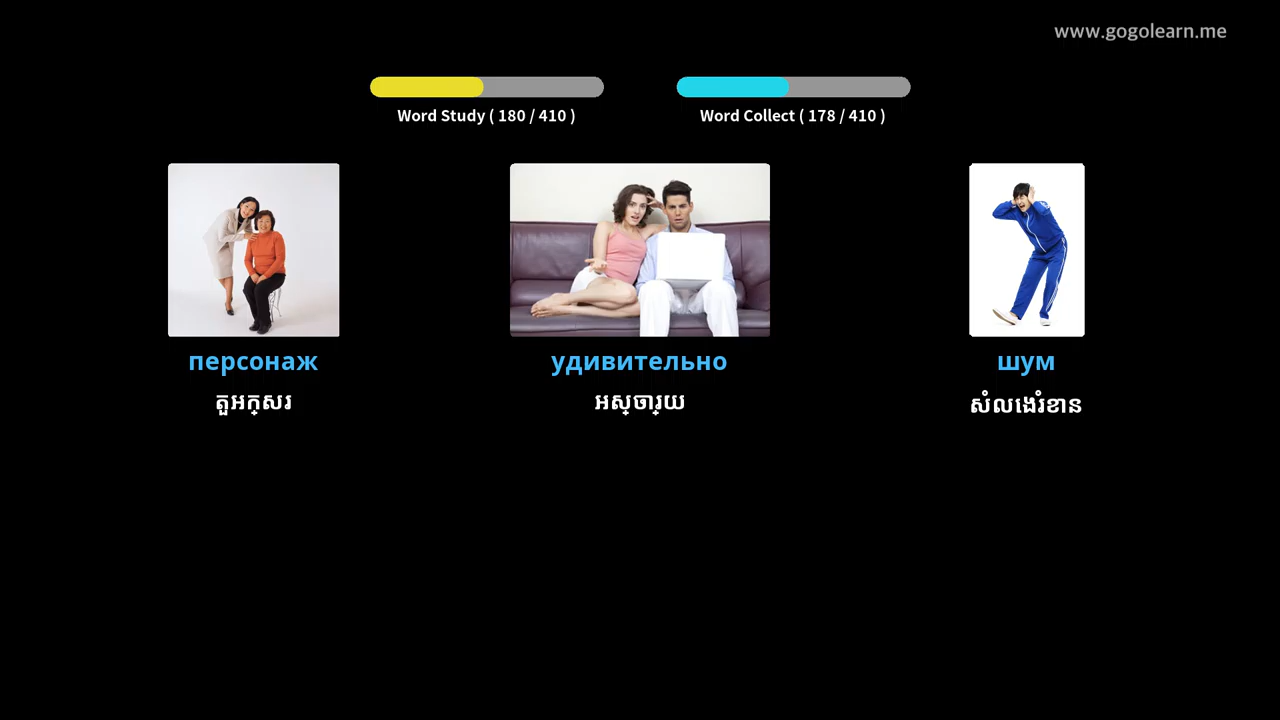 www.gogolearn.me
Word Study ( 180 / 410 )
Word Collect ( 178 / 410 )
персонаж
удивительно
шум
តួអក្សរ
អស្ចារ្យ
សំលេងរំខាន